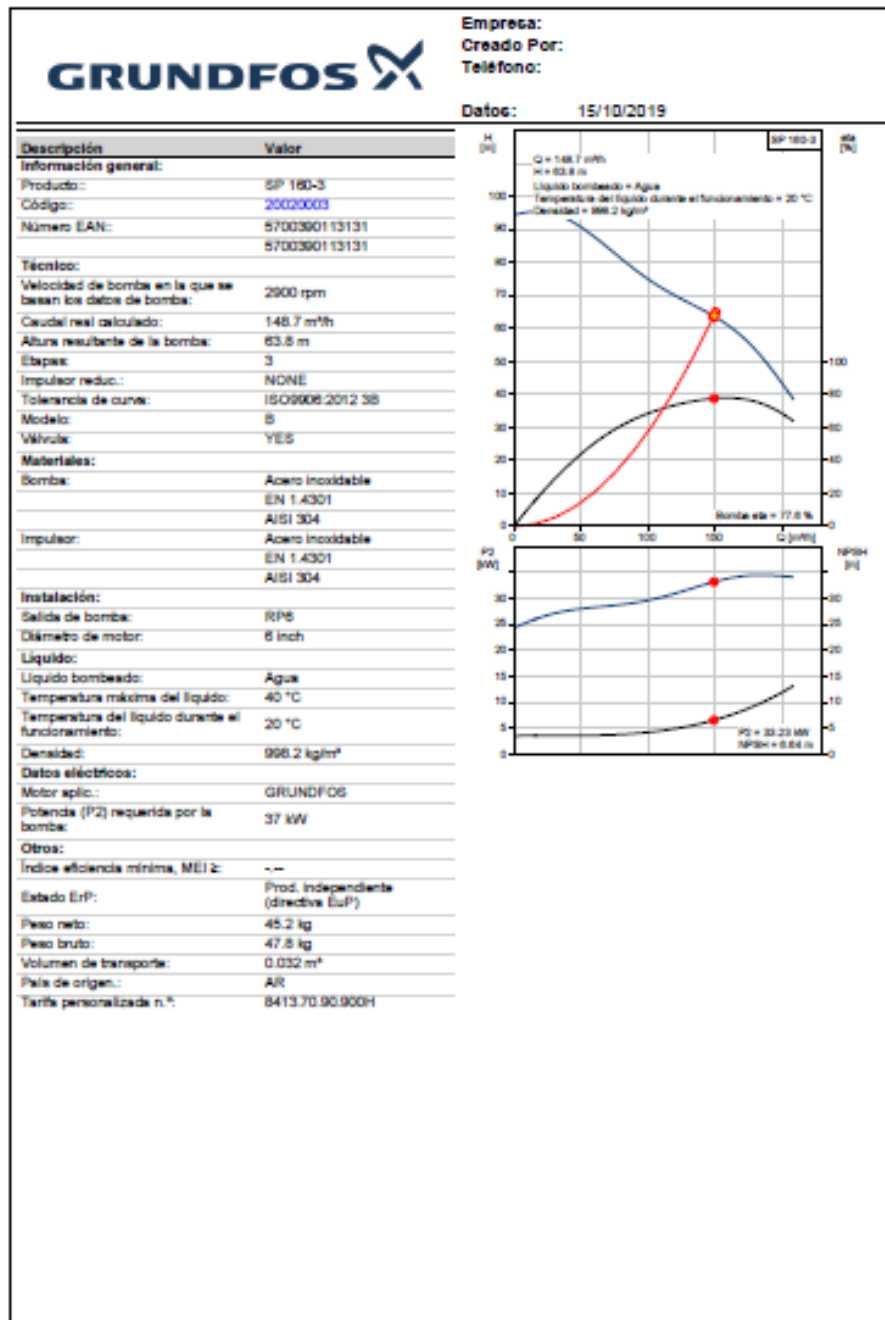 GRUNDFOS
Empresa:
Creado Por:
Teléfono:
Datos: 15/10/2019
Descripción Valor
Información general:
Producto:: SP 160-3
Código:: 20020003
Número EAN:: 5700390113131
5700390113131
Técnico:
Velocidad de bomba en la que se basan los datos de bomba: 2900 rpm
Caudal real calculado: 148.7 m³/h
Altura resultante de la bomba: 63.8 m
Etapas: 3
Impulsor reduc.: NONE
Tolerancia de curva: ISO9906:2012 3B
Modelo: B
Válvula: YES
Materiales:
Bomba: Acero inoxidable
EN 1.4301
AISI 304
Impulsor: Acero inoxidable
EN 1.4301
AISI 304
Instalación:
Salida de bomba: RP6
Diámetro de motor: 6 inch
Líquido:
Líquido bombeado: Agua
Temperatura máxima del líquido: 40 °C
Temperatura del líquido durante el funcionamiento: 20 °C
Densidad: 998.2 kg/m³
Datos eléctricos:
Motor aplic.: GRUNDFOS
Potencia (P2) requerida por la bomba: 37 kW
Otros:
Índice eficiencia mínima, MEI ≥: -.--
Estado ErP: Prod. independiente (directiva EuP)
Peso neto: 45.2 kg
Peso bruto: 47.8 kg
Volumen de transporte: 0.032 m³
País de origen.: AR
Tarifa personalizada n.º: 8413.70.90.900H
H [m]
SP 160-3
eta [%]
Q = 148.7 m³/h
H = 63.8 m
Líquido bombeado = Agua
Temperatura del líquido durante el funcionamiento = 20 °C
Densidad = 998.2 kg/m³
100
90
80
70
60
50 100
40 80
30 60
20 40
10 20
0 0
Bomba eta = 77.6 %
0 50 100 150 Q [m³/h]
P2 [kW]
NPSH [m]
30 30
25 25
20 20
15 15
10 10
5 5
0 0
P2 = 33.23 kW
NPSH = 6.64 m